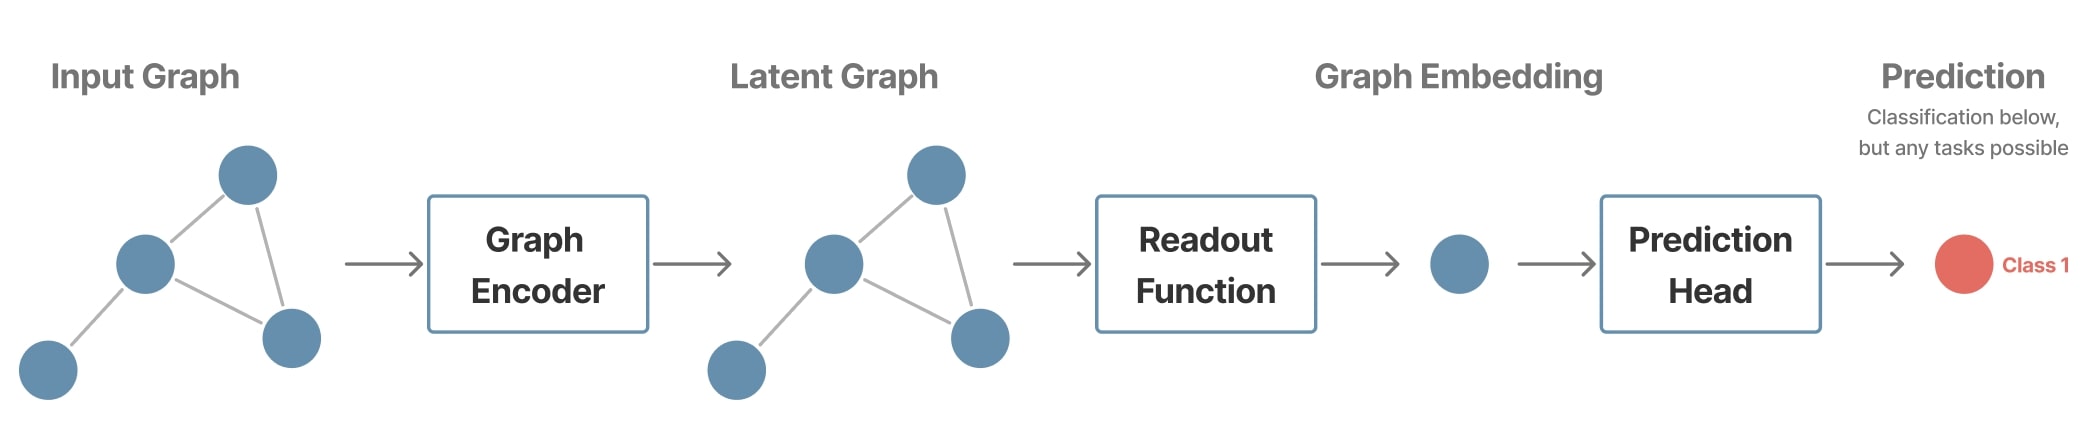 Input Graph
Latent Graph
Graph Embedding
Prediction
Classification below,
but any tasks possible
Graph
Encoder
Readout
Function
Prediction
Head
Class 1